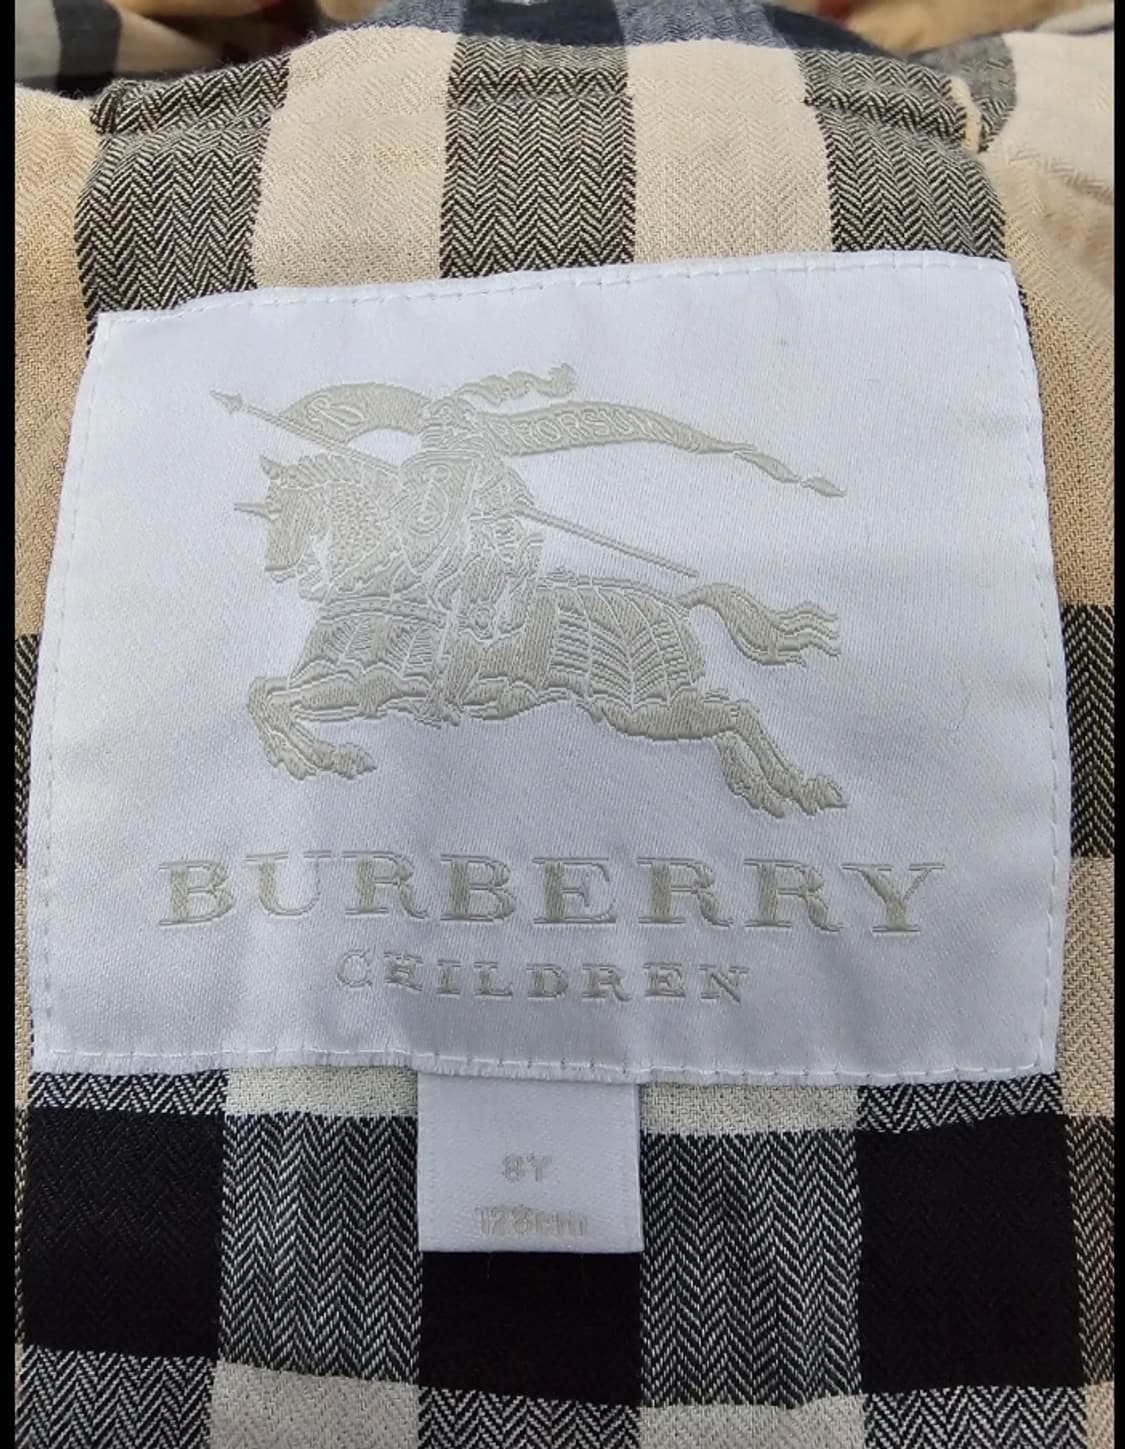 PRORSUM
BURBERRY
CHILDREN
8Y
128cm